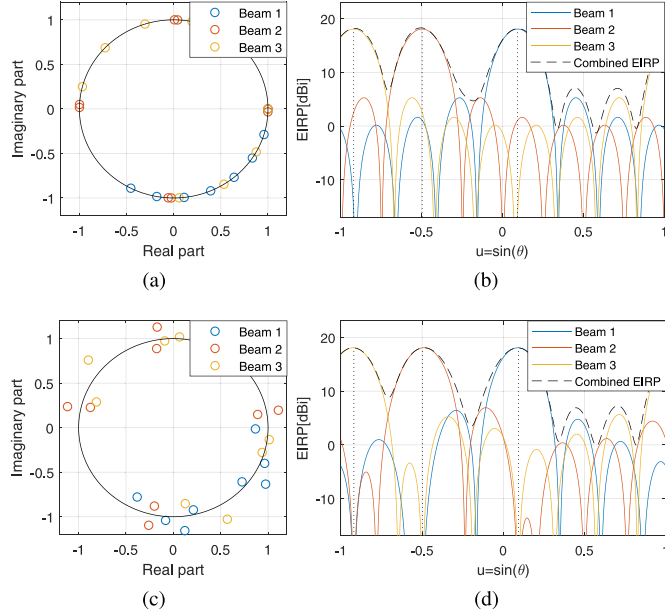 Beam 1
Beam 2
Beam 3
1
0.5
0
-0.5
-1
-1
-0.5
0
0.5
1
Imaginary part
Real part
(a)
Beam 1
Beam 2
Beam 3
Combined EIRP
20
10
0
-10
-1
-0.5
0
0.5
1
EIRP[dBi]
u=sin(θ)
(b)
Beam 1
Beam 2
Beam 3
1
0.5
0
-0.5
-1
-1
-0.5
0
0.5
1
Imaginary part
Real part
(c)
Beam 1
Beam 2
Beam 3
Combined EIRP
20
10
0
-10
-1
-0.5
0
0.5
1
EIRP[dBi]
u=sin(θ)
(d)